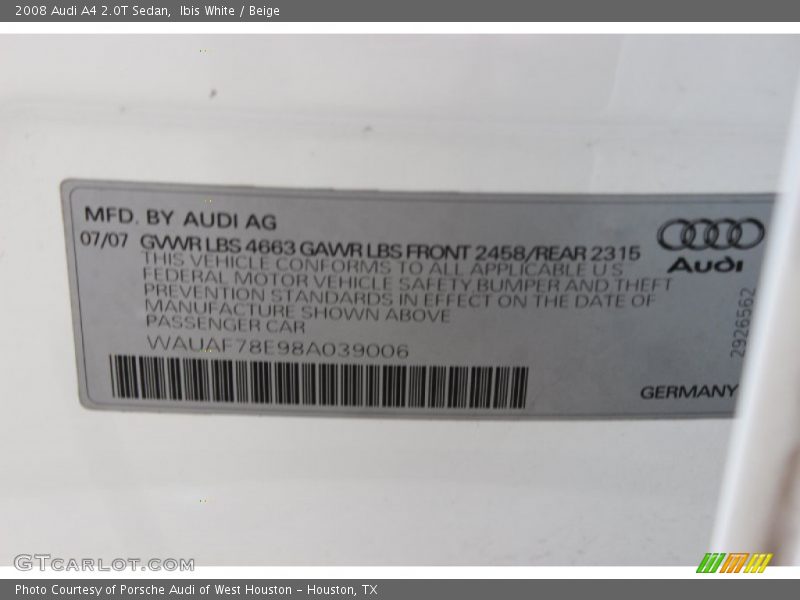 2008 Audi A4 2.0T Sedan, Ibis White / Beige
MFD. BY AUDI AG
07/07 GVWR LBS 4663 GAWR LBS FRONT 2458/REAR 2315
THIS VEHICLE CONFORMS TO ALL APPLICABLE U S
FEDERAL MOTOR VEHICLE SAFETY BUMPER AND THEFT
PREVENTION STANDARDS IN EFFECT ON THE DATE OF
MANUFACTURE SHOWN ABOVE
PASSENGER CAR
WAUAF78E98A039006
Audi
2926562
GERMANY
GTcarlot.com
Photo Courtesy of Porsche Audi of West Houston - Houston, TX